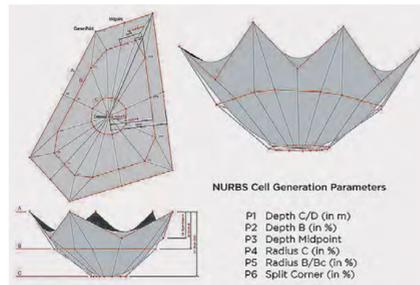 Midpoint
A
B
C
A
B
C
NURBS Cell Generation Parameters
P1 Depth C/D (in m)
P2 Depth B (in %)
P3 Depth Midpoint
P4 Radius C (in %)
P5 Radius B/Bc (in %)
P6 Split Corner (in %)